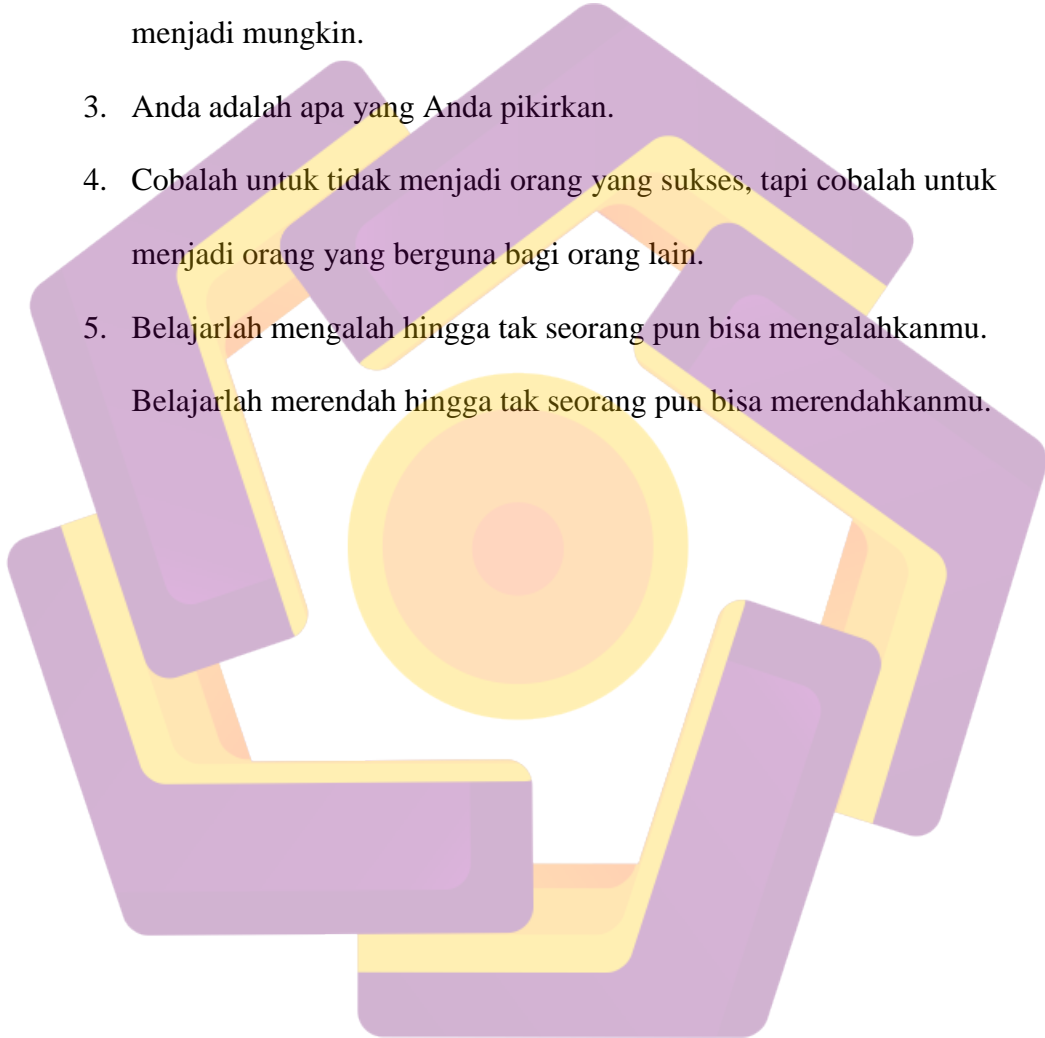 menjadi mungkin.
3. Anda adalah apa yang Anda pikirkan.
4. Cobalah untuk tidak menjadi orang yang sukses, tapi cobalah untuk
menjadi orang yang berguna bagi orang lain.
5. Belajarlah mengalah hingga tak seorang pun bisa mengalahkanmu.
Belajarlah merendah hingga tak seorang pun bisa merendahkanmu.